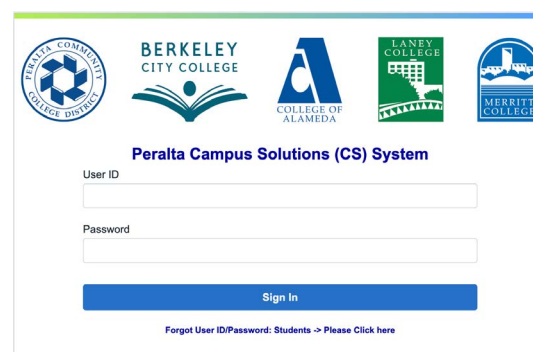 PERALTA COMMUNITY COLLEGE DISTRICT
BERKELEY
CITY COLLEGE
COLLEGE OF
ALAMEDA
LANEY
COLLEGE
MERRITT
COLLEGE
Peralta Campus Solutions (CS) System
User ID
Password
Sign In
Forgot User ID/Password: Students -> Please Click here